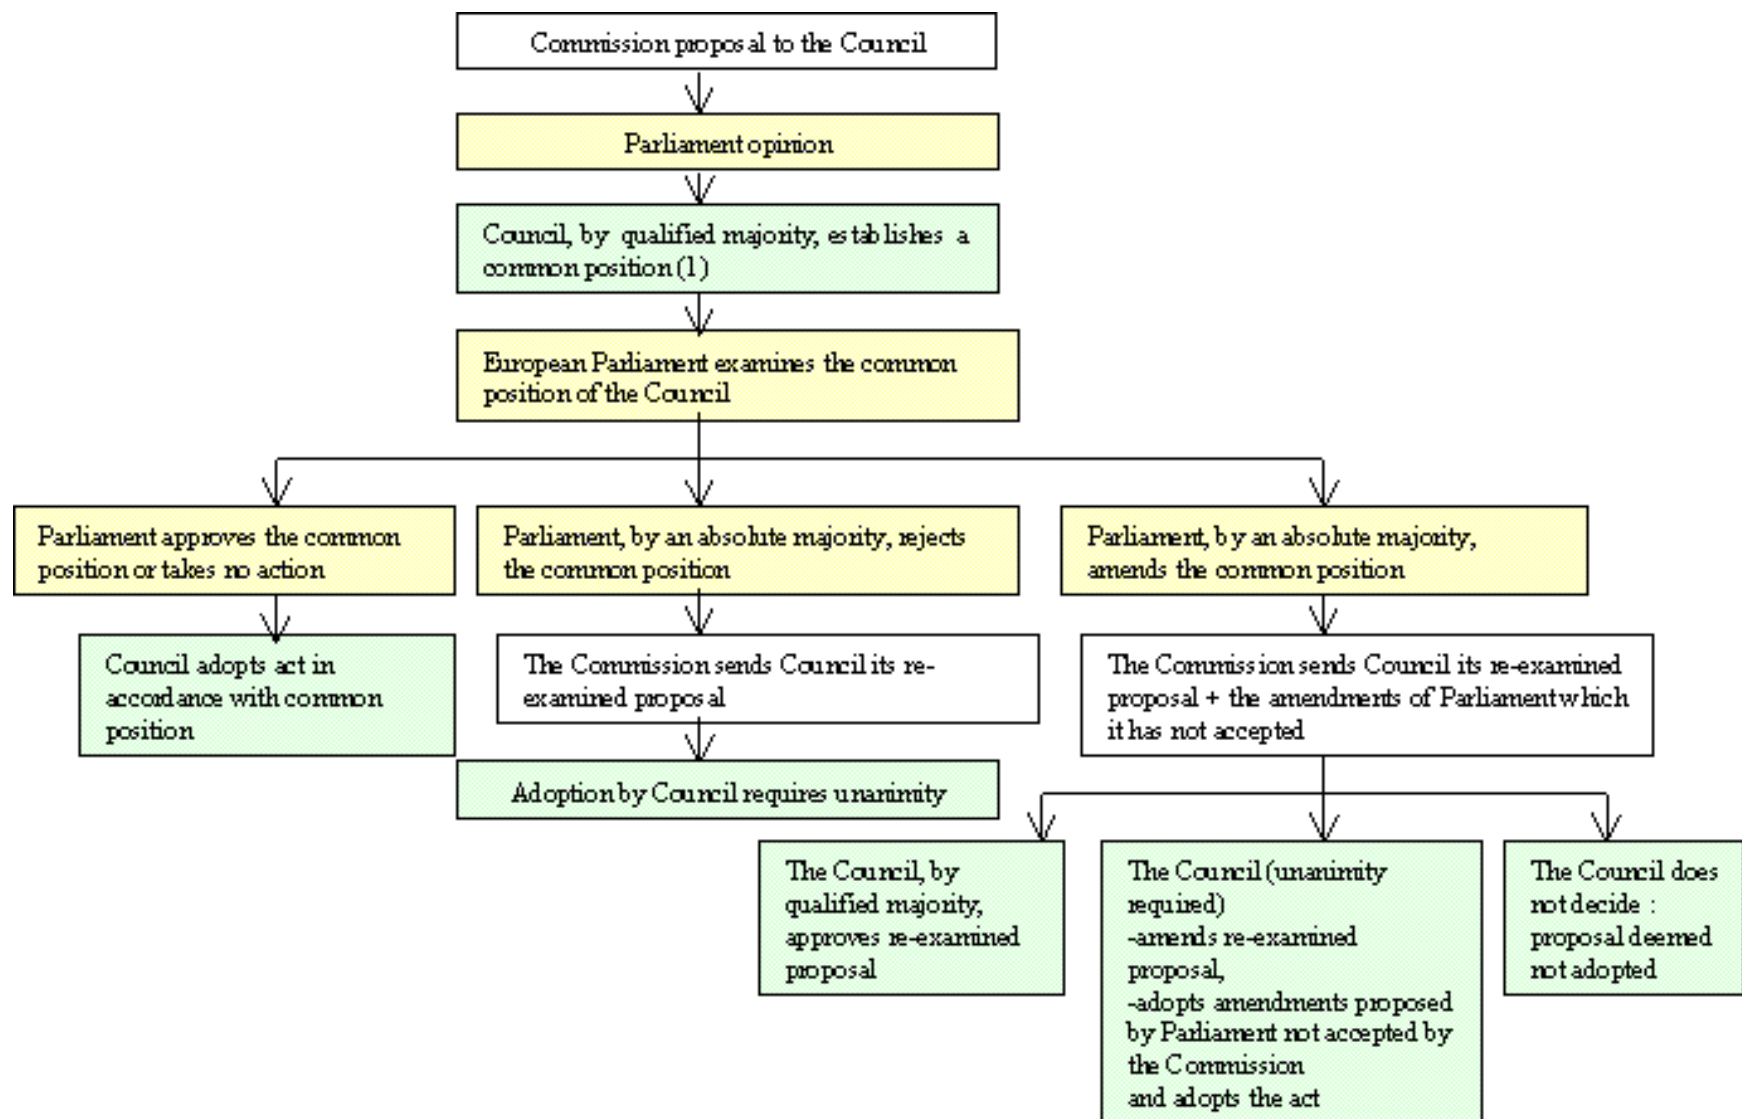 Commission proposal to the Council
Parliament opinion
Council, by qualified majority, establishes a
common position (1)
European Parliament examines the common
position of the Council
Parliament approves the common
position or takes no action
Parliament, by an absolute majority, rejects
the common position
Parliament, by an absolute majority,
amends the common position
Council adopts act in
accordance with common
position
The Commission sends Council its re-
examined proposal
The Commission sends Council its re-examined
proposal + the amendments of Parliament which
it has not accepted
Adoption by Council requires unanimity
The Council, by
qualified majority,
approves re-examined
proposal
The Council (unanimity
required)
-amends re-examined
proposal,
-adopts amendments proposed
by Parliament not accepted by
the Commission
and adopts the act
The Council does
not decide :
proposal deemed
not adopted